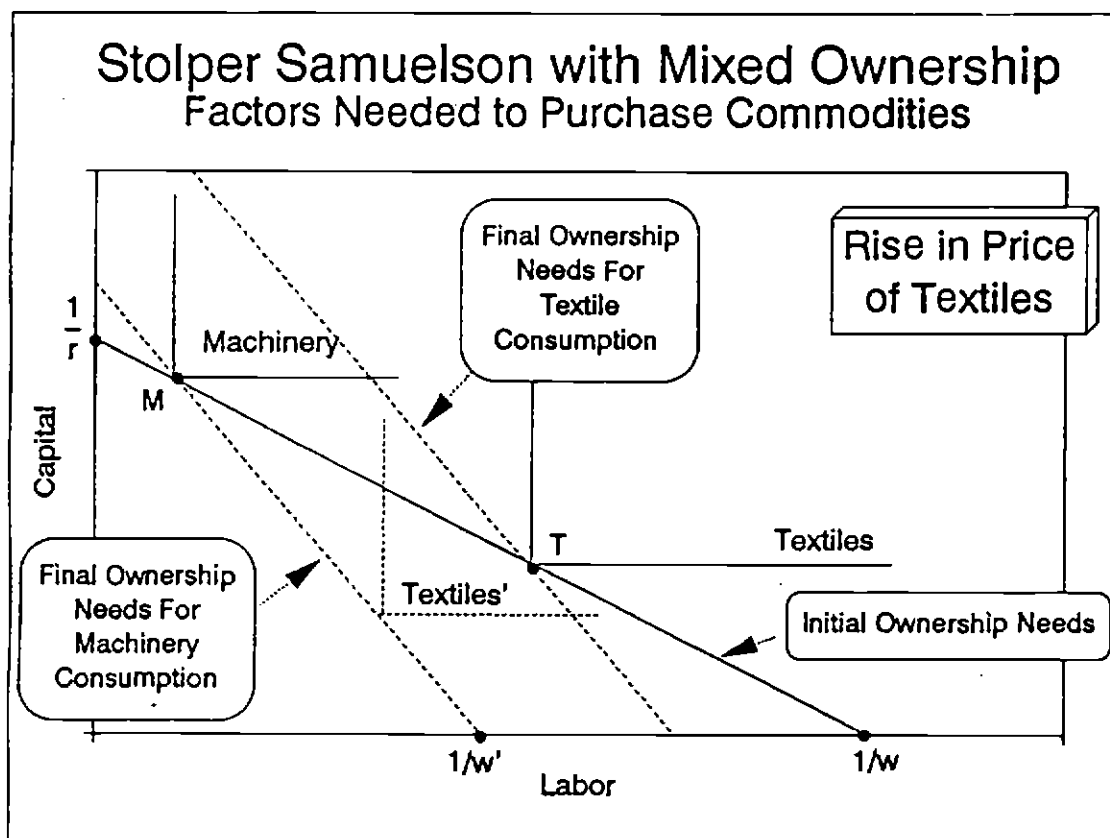 Stolper Samuelson with Mixed Ownership
Factors Needed to Purchase Commodities
Rise in Price
of Textiles
Final Ownership
Needs For
Textile
Consumption
1
r
Machinery
M
Capital
T
Textiles
Final Ownership
Needs For
Machinery
Consumption
Textiles'
Initial Ownership Needs
1/w'
1/w
Labor